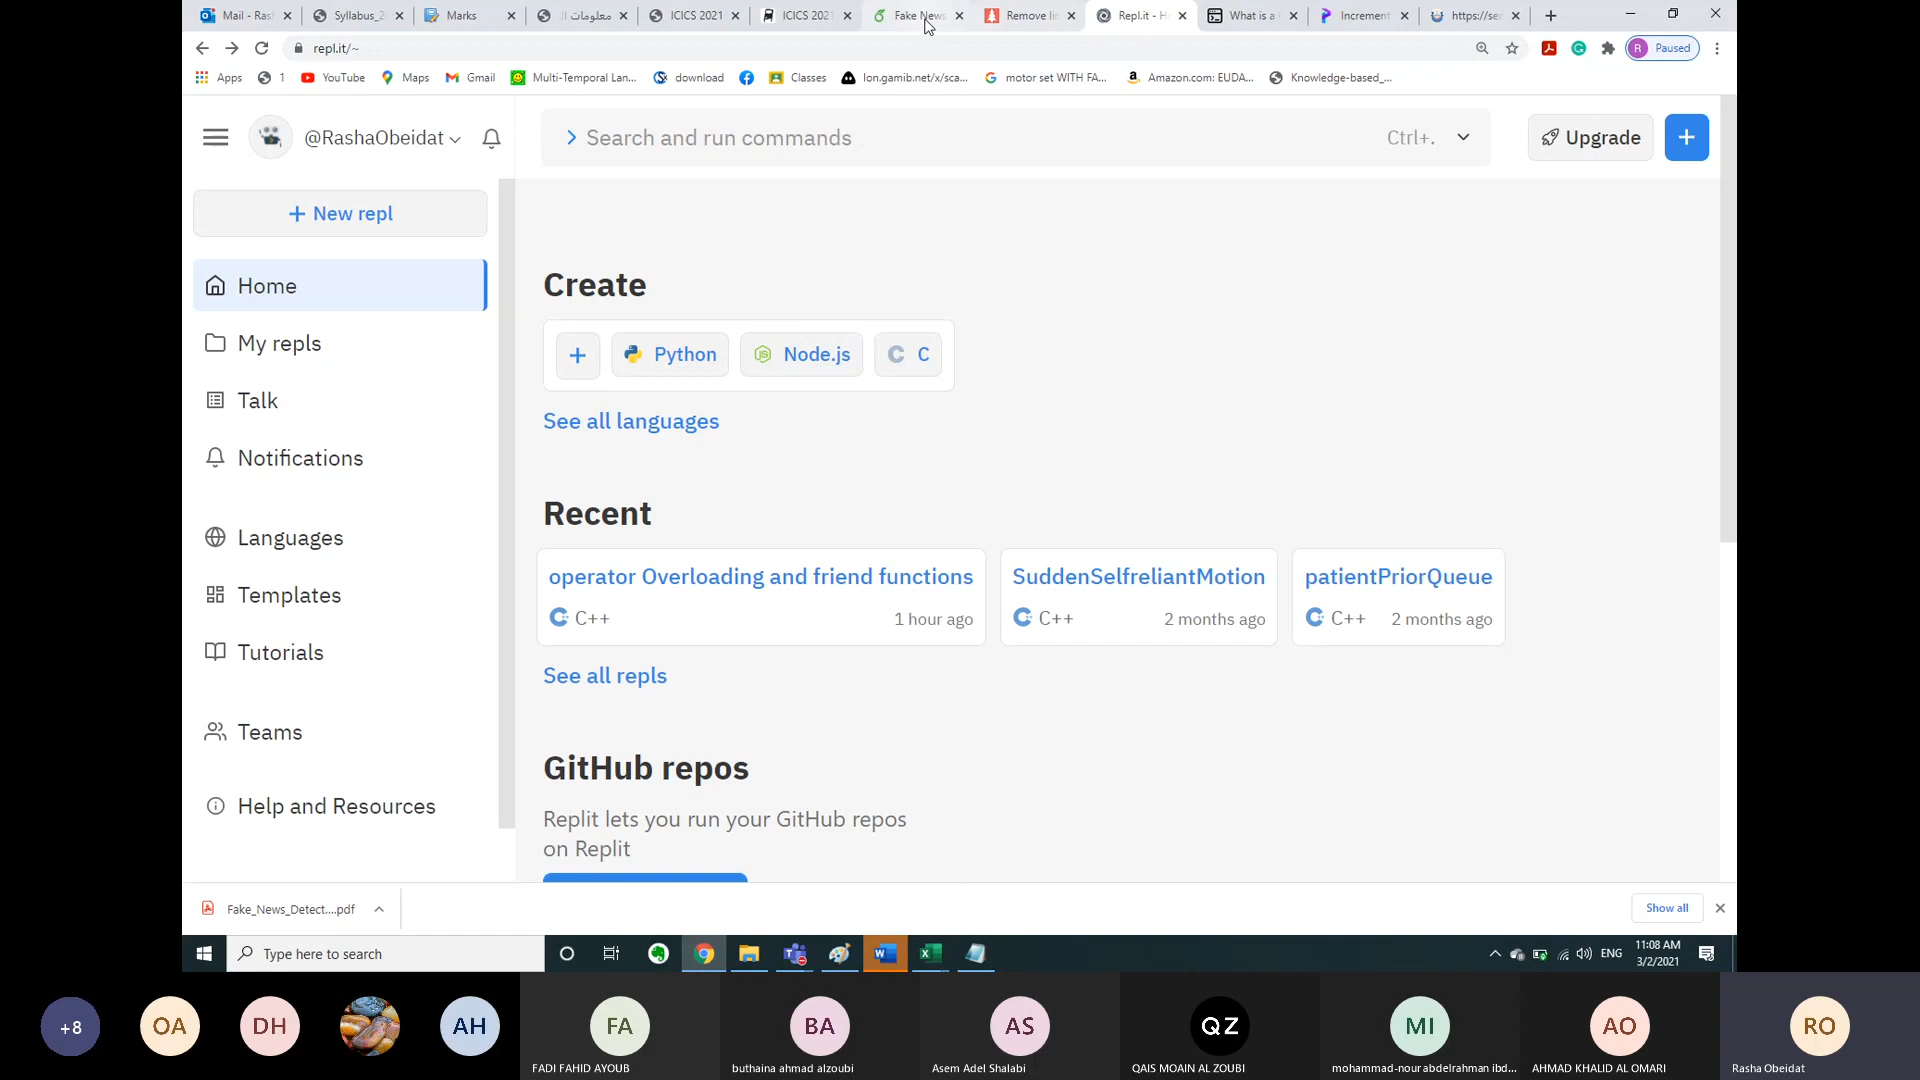 Mail - Ras
Syllabus_2
Marks
معلومات ال
ICICS 2021
ICICS 2021
Fake News
Remove lin
Repl.it - H
What is a
Increment
https://ser
repl.it/~
R Paused
Apps
1
YouTube
Maps
Gmail
Multi-Temporal Lan...
download
Classes
lon.gamib.net/x/sca...
motor set WITH FA...
Amazon.com: EUDA...
Knowledge-based_...
@RashaObeidat
Search and run commands
Ctrl+.
Upgrade
+ New repl
Home
My repls
Talk
Notifications
Languages
Templates
Tutorials
Teams
Help and Resources
Create
+ Python Node.js C
See all languages
Recent
operator Overloading and friend functions
C++ 1 hour ago
SuddenSelfreliantMotion
C++ 2 months ago
patientPriorQueue
C++ 2 months ago
See all repls
GitHub repos
Replit lets you run your GitHub repos
on Replit
Fake_News_Detect....pdf
Show all
Type here to search
ENG
11:08 AM
3/2/2021
+8
OA
DH
AH
FA
FADI FAHID AYOUB
BA
buthaina ahmad alzoubi
AS
Asem Adel Shalabi
QZ
QAIS MOAIN AL ZOUBI
MI
mohammad-nour abdelrahman ibd...
AO
AHMAD KHALID AL OMARI
RO
Rasha Obeidat